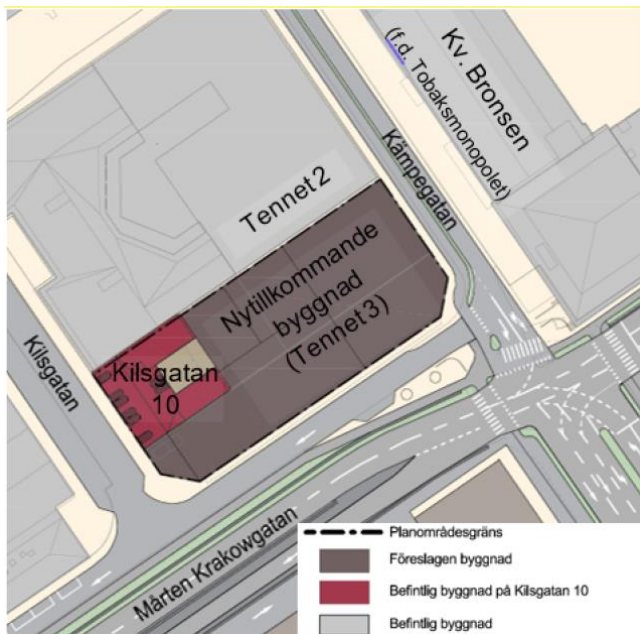 Kv. Bronsen
(f.d. Tobaksmonopolet)
Kämpegatan
Tennet 2
Nytillkommande
byggnad
(Tennet 3)
Kilsgatan
Kilsgatan
10
Mårten Krakowgatan
Planområdesgräns
Föreslagen byggnad
Befintlig byggnad på Kilsgatan 10
Befintlig byggnad